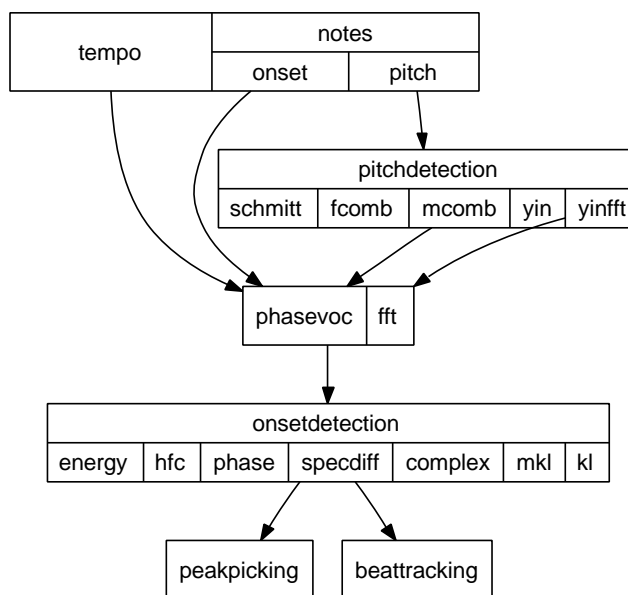 tempo
notes
onset pitch
pitchdetection
schmitt fcomb mcomb yin yinfft
phasevoc fft
onsetdetection
energy hfc phase specdiff complex mkl kl
peakpicking beattracking